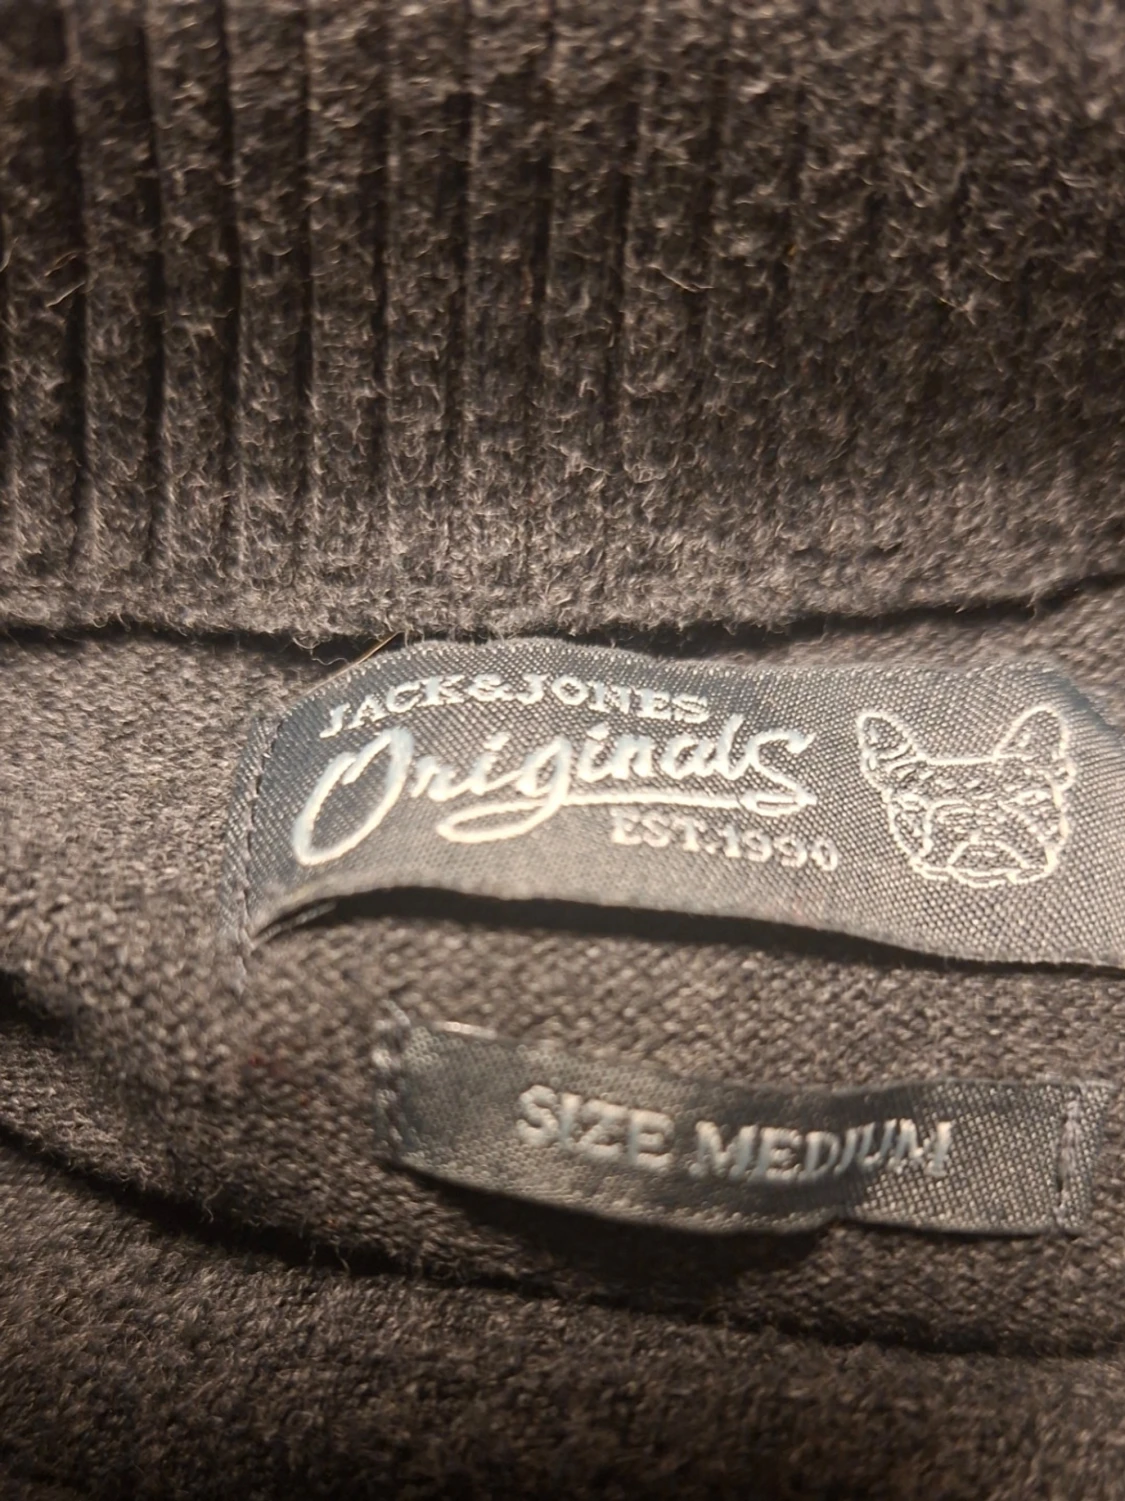 JACK&JONES
Originals
EST.1990
SIZE MEDIUM